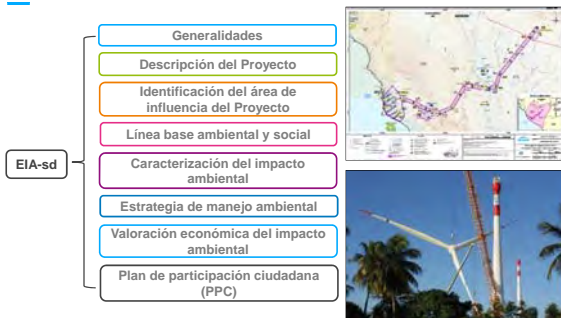 Generalidades
Descripción del Proyecto
Identificación del área de
influencia del Proyecto
Línea base ambiental y social
EIA-sd
Caracterización del impacto
ambiental
Estrategia de manejo ambiental
Valoración económica del impacto
ambiental
Plan de participación ciudadana
(PPC)